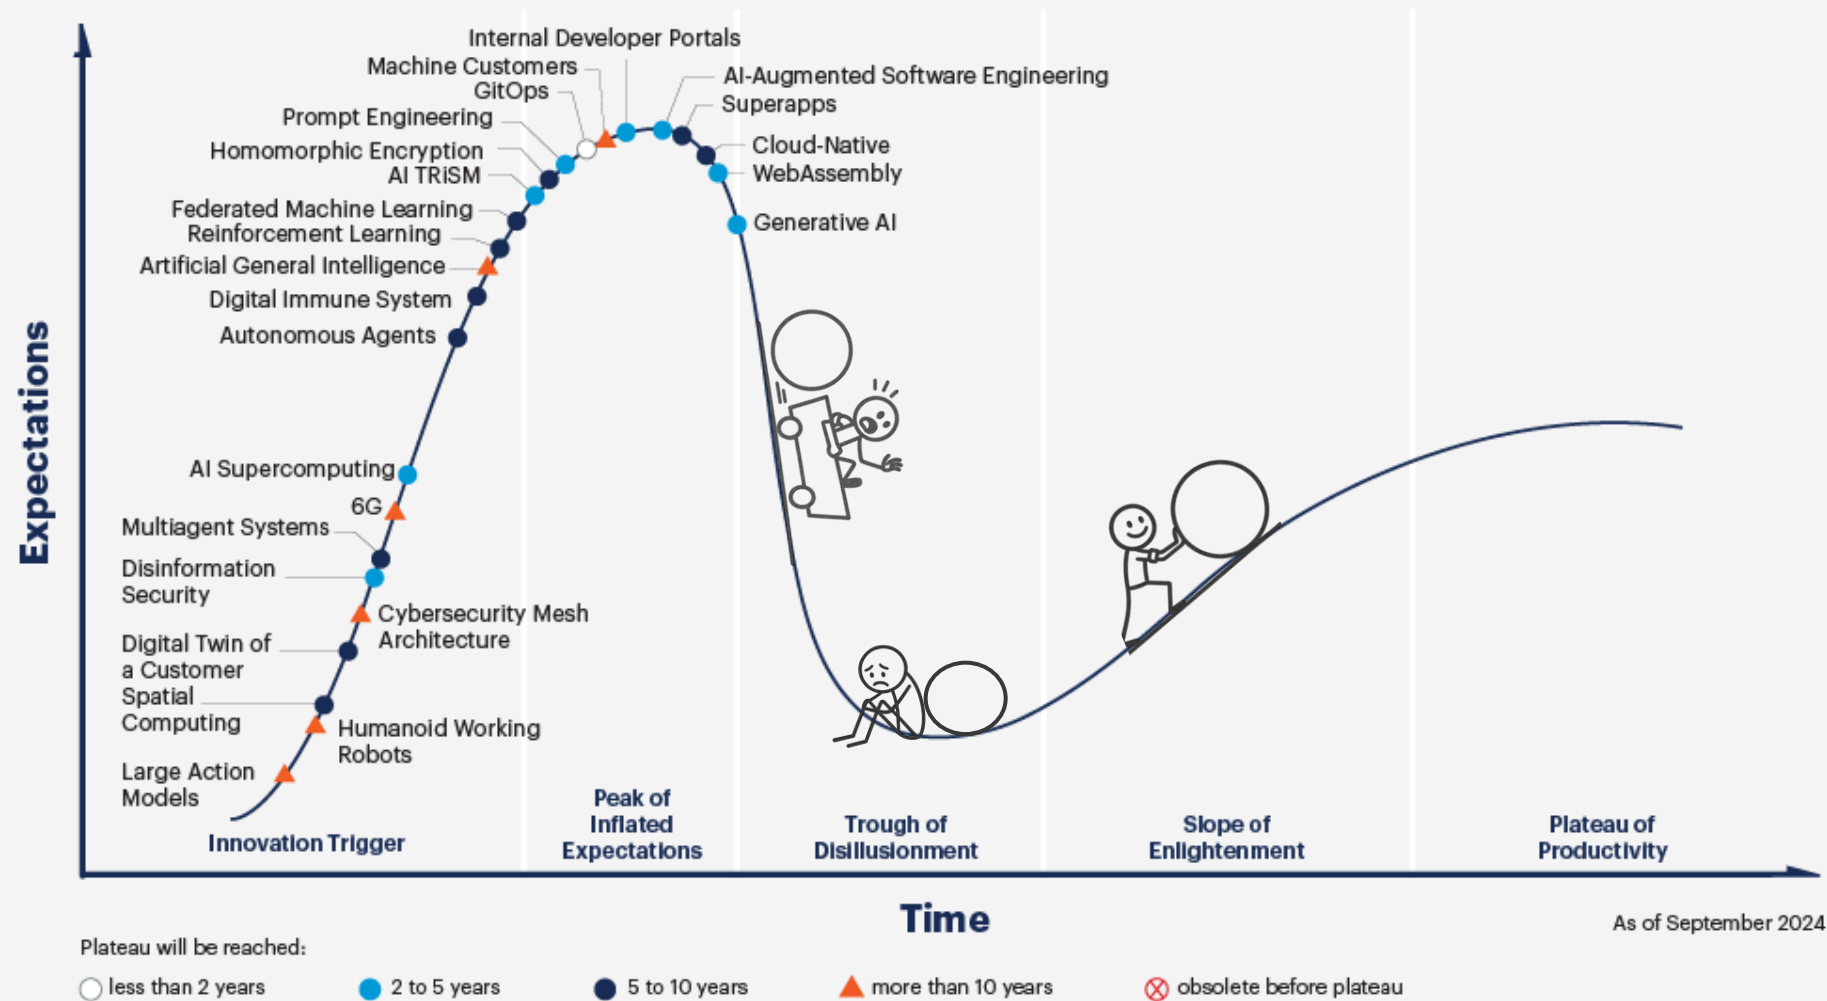 Internal Developer Portals
Machine Customers
AI-Augmented Software Engineering
GitOps
Superapps
Prompt Engineering
Cloud-Native
Homomorphic Encryption
WebAssembly
AI TRiSM
Federated Machine Learning
Generative AI
Reinforcement Learning
Artificial General Intelligence
Digital Immune System
Autonomous Agents
Expectations
AI Supercomputing
6G
Multiagent Systems
Disinformation
Security
Cybersecurity Mesh
Architecture
Digital Twin of
a Customer
Spatial
Computing
Humanoid Working
Robots
Large Action
Models
Innovation Trigger
Peak of
Inflated
Expectations
Trough of
Disillusionment
Slope of
Enlightenment
Plateau of
Productivity
Time
As of September 2024
Plateau will be reached:
less than 2 years
2 to 5 years
5 to 10 years
more than 10 years
obsolete before plateau